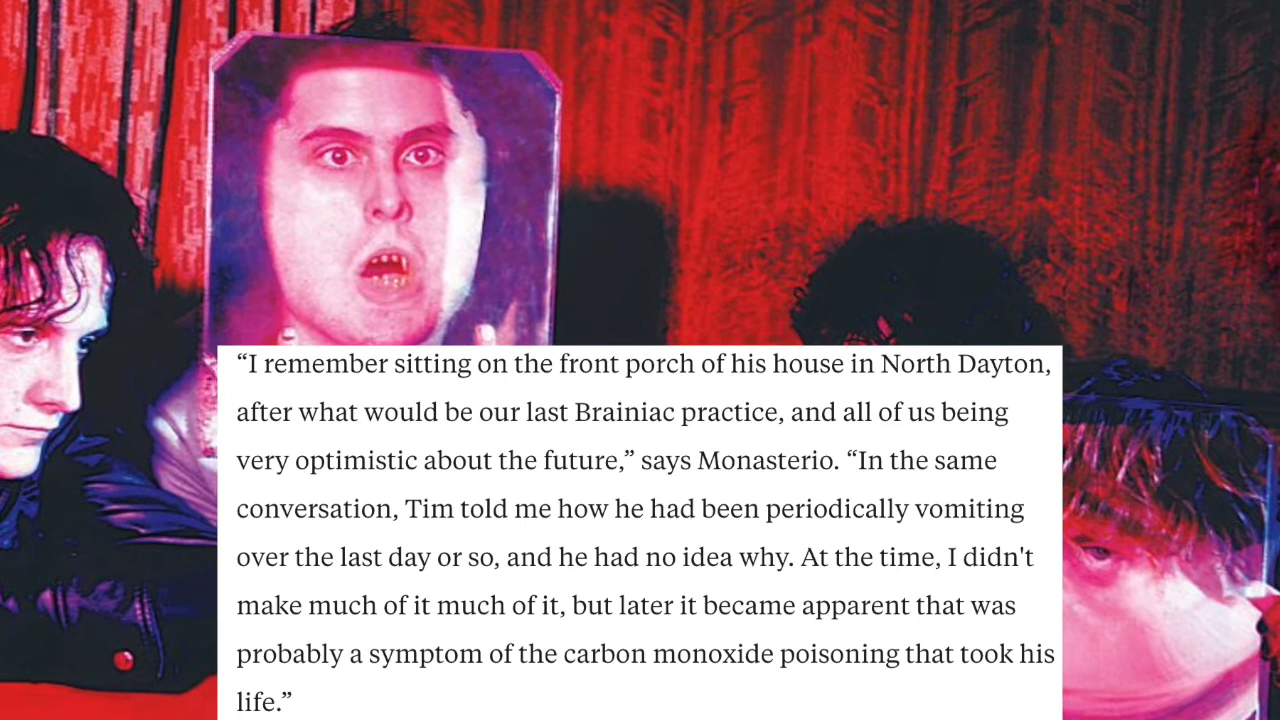 “I remember sitting on the front porch of his house in North Dayton,
after what would be our last Brainiac practice, and all of us being
very optimistic about the future,” says Monasterio. “In the same
conversation, Tim told me how he had been periodically vomiting
over the last day or so, and he had no idea why. At the time, I didn't
make much of it much of it, but later it became apparent that was
probably a symptom of the carbon monoxide poisoning that took his
life.”